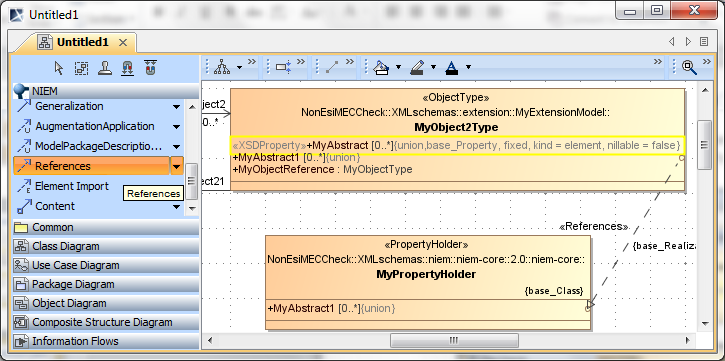 Untitled1
Untitled1
NIEM
Generalization
AugmentationApplication
ModelPackageDescriptio...
References
Element Import
References
Content
Common
Class Diagram
Use Case Diagram
Package Diagram
Object Diagram
Composite Structure Diagram
Information Flows
bject2
0..*
bject21
«ObjectType»
NonEsiMECCheck::XMLschemas::extension::MyExtensionModel::
MyObject2Type
«XSDProperty»+MyAbstract [0..*]{union,base_Property, fixed, kind = element, nillable = false}
+MyAbstract1 [0..*]{union}
+MyObjectReference : MyObjectType
«References»
{base_Realiza
«PropertyHolder»
NonEsiMECCheck::XMLschemas::niem::niem-core::2.0::niem-core::
MyPropertyHolder
{base_Class}
+MyAbstract1 [0..*]{union}